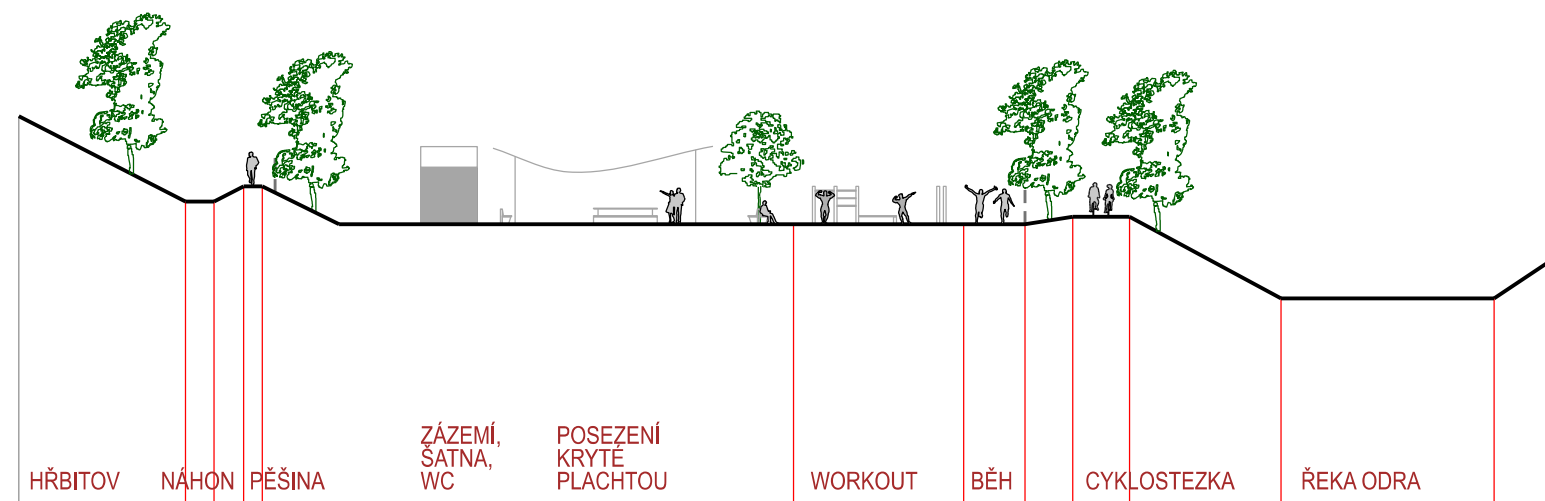 HŘBITOV
NÁHON
PĚŠINA
ZÁZEMÍ,
ŠATNA,
WC
POSEZENÍ
KRYTÉ
PLACHTOU
WORKOUT
BĚH
CYKLOSTEZKA
ŘEKA ODRA